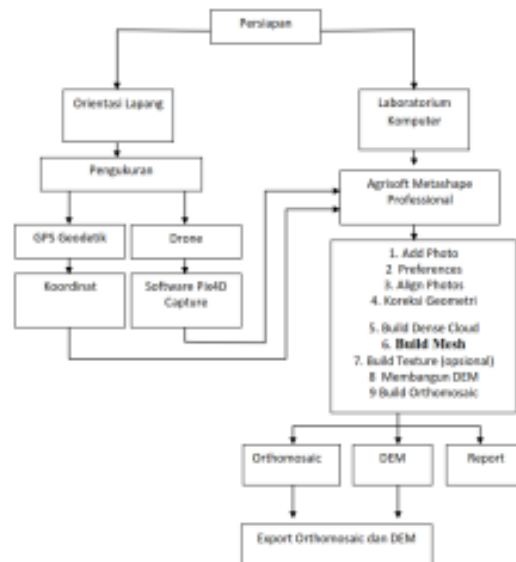 Persiapan
Orientasi Lapang
Laboratorium
Komputer
Pengukuran
Agrisoft Metashape
Professional
GPS Geodetik
Drone
Koordinat
Software Pix4D
Capture
1. Add Photo
2 Preferences
3. Align Photos
4. Koreksi Geometri
5. Build Dense Cloud
6. Build Mesh
7. Build Texture (opsional)
8 Membangun DEM
9 Build Orthomosaic
Orthomosaic
DEM
Report
Export Orthomosaic dan DEM